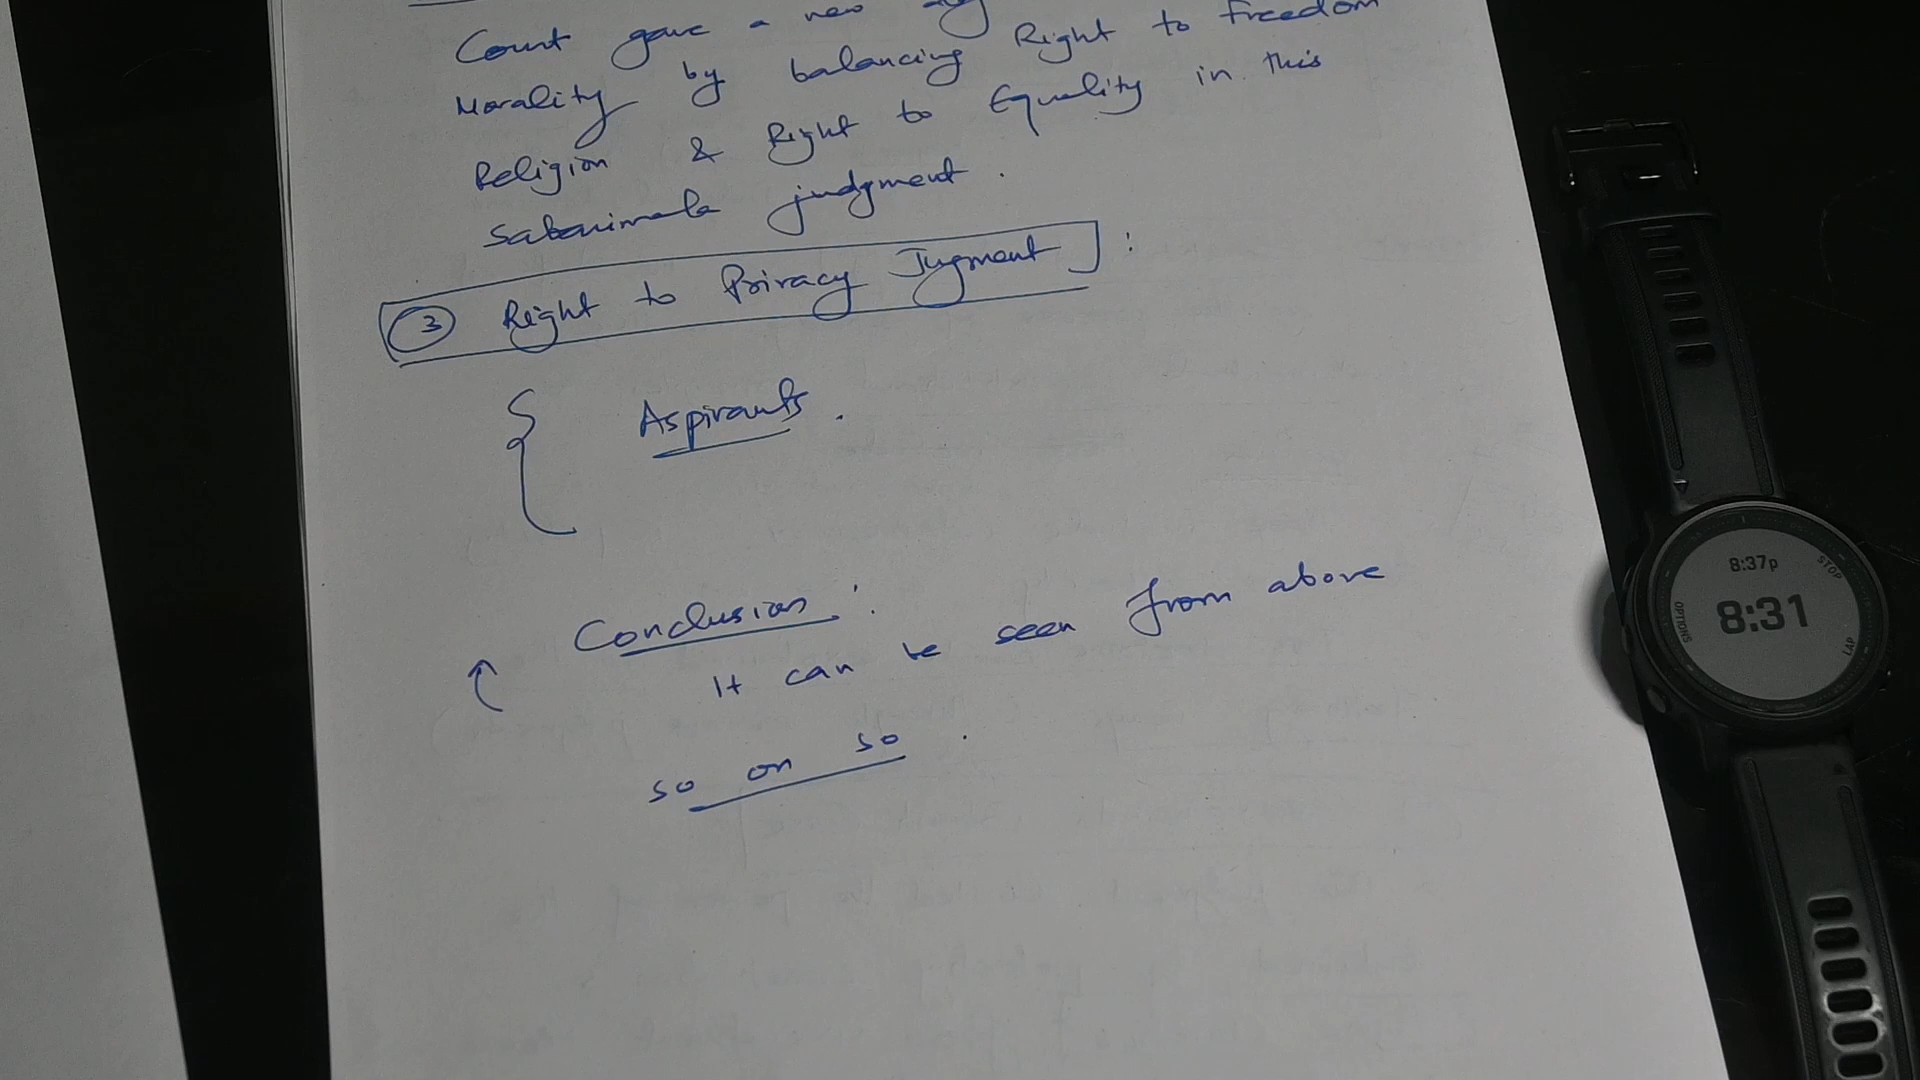 Court gave a new
Morality by balancing Right to freedom
Religion & Right to Equality in this
Sabarimala judgment.
3 Right to Privacy Jugment :
Aspirants.
Conclusion :
It can be seen from above
so on so .
8:37p
8:31
STOP
OPTIONS
LAP